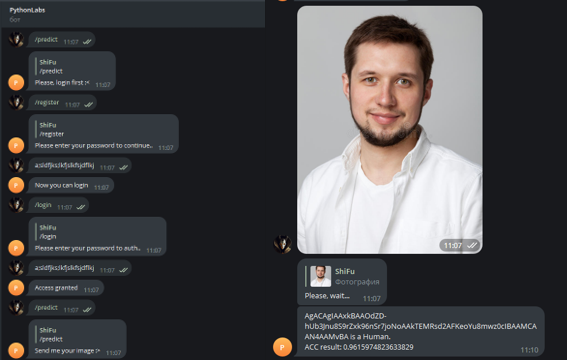 PythonLabs
бот
/predict 11:07
ShiFu
/predict
Please, login first :< 11:07
/register 11:07
ShiFu
/register
Please enter your password to continue.. 11:07
11:07
Now you can login 11:07
/login 11:07
ShiFu
/login
Please enter your password to auth.. 11:07
11:07
Access granted 11:07
/predict 11:07
ShiFu
/predict
Send me your image :> 11:07
11:07
ShiFu
Фотография
Please, wait... 11:07
is a Human.
ACC result: 0.9615974823633829
11:10